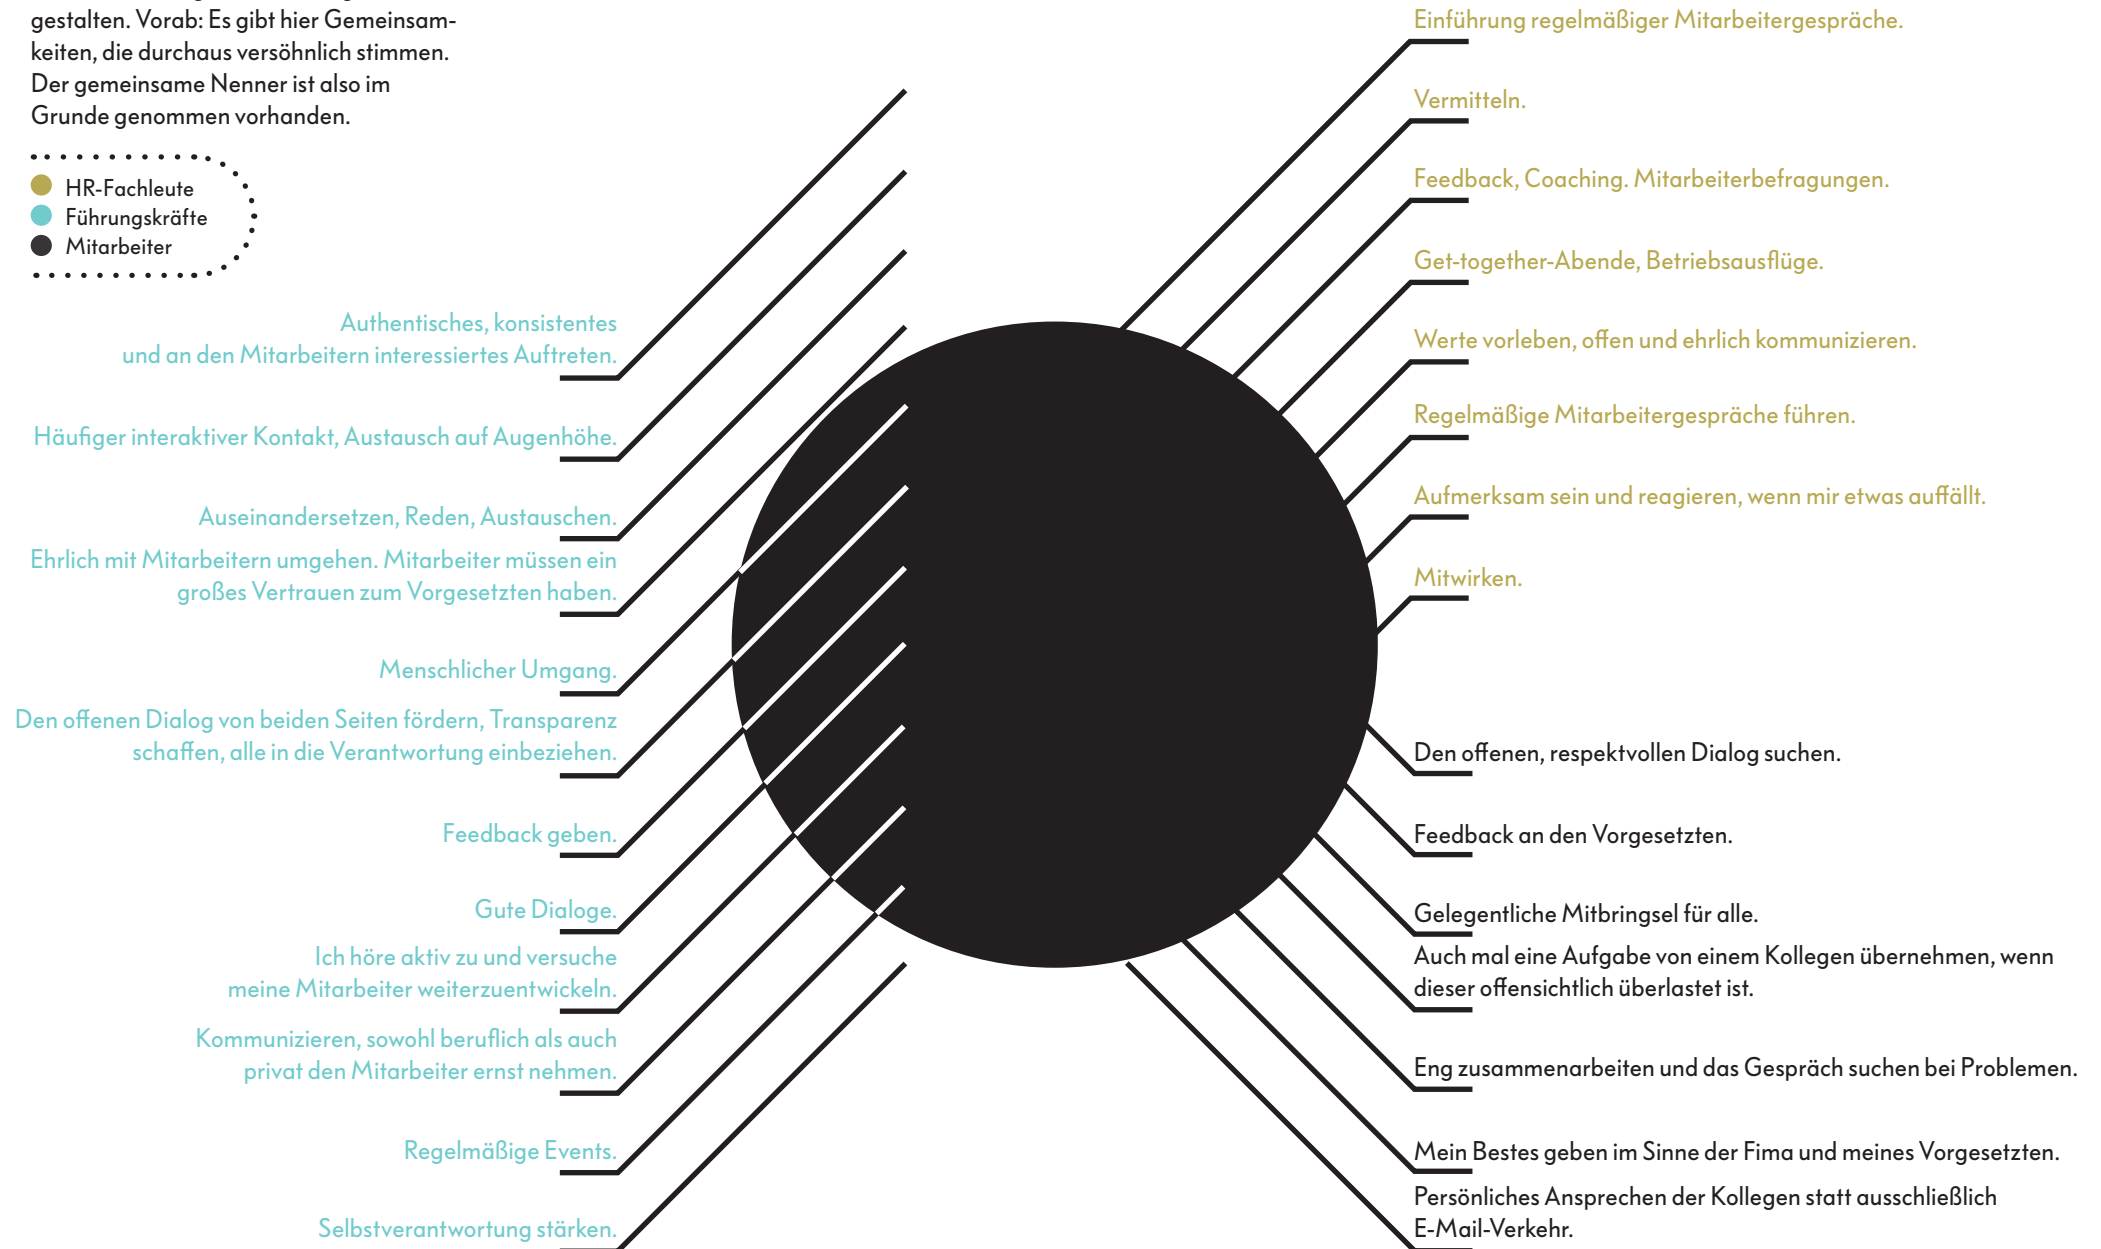 gestalten. Vorab: Es gibt hier Gemeinsam-
keiten, die durchaus versöhnlich stimmen.
Der gemeinsame Nenner ist also im
Grunde genommen vorhanden.
HR-Fachleute
Führungskräfte
Mitarbeiter
Authentisches, konsistentes
und an den Mitarbeitern interessiertes Auftreten.
Häufiger interaktiver Kontakt, Austausch auf Augenhöhe.
Auseinandersetzen, Reden, Austauschen.
Ehrlich mit Mitarbeitern umgehen. Mitarbeiter müssen ein
großes Vertrauen zum Vorgesetzten haben.
Menschlicher Umgang.
Den offenen Dialog von beiden Seiten fördern, Transparenz
schaffen, alle in die Verantwortung einbeziehen.
Feedback geben.
Gute Dialoge.
Ich höre aktiv zu und versuche
meine Mitarbeiter weiterzuentwickeln.
Kommunizieren, sowohl beruflich als auch
privat den Mitarbeiter ernst nehmen.
Regelmäßige Events.
Selbstverantwortung stärken.
Einführung regelmäßiger Mitarbeitergespräche.
Vermitteln.
Feedback, Coaching. Mitarbeiterbefragungen.
Get-together-Abende, Betriebsausflüge.
Werte vorleben, offen und ehrlich kommunizieren.
Regelmäßige Mitarbeitergespräche führen.
Aufmerksam sein und reagieren, wenn mir etwas auffällt.
Mitwirken.
Den offenen, respektvollen Dialog suchen.
Feedback an den Vorgesetzten.
Gelegentliche Mitbringsel für alle.
Auch mal eine Aufgabe von einem Kollegen übernehmen, wenn
dieser offensichtlich überlastet ist.
Eng zusammenarbeiten und das Gespräch suchen bei Problemen.
Mein Bestes geben im Sinne der Fima und meines Vorgesetzten.
Persönliches Ansprechen der Kollegen statt ausschließlich
E-Mail-Verkehr.